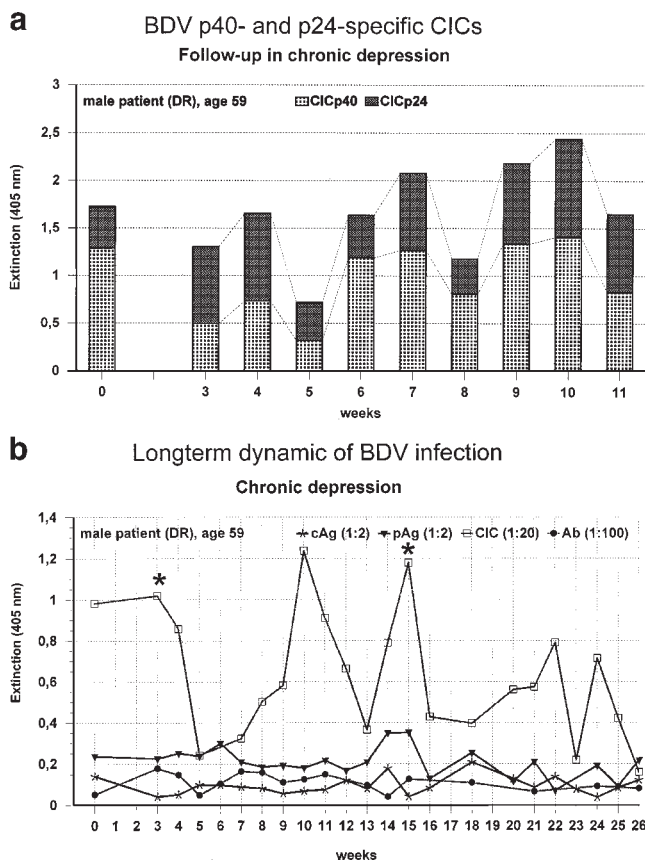 a
BDV p40- and p24-specific CICs
Follow-up in chronic depression
3
male patient (DR), age 59 CICp40 CICp24
2,5
2
1,5
1
0,5
0
Extinction (405 nm)
0 3 4 5 6 7 8 9 10 11
weeks
b
Longterm dynamic of BDV infection
Chronic depression
1,4
male patient (DR), age 59 cAg (1:2) pAg (1:2) CIC (1:20) Ab (1:100)
1,2
* *
1
0,8
0,6
0,4
0,2
0
Extinction (405 nm)
0 1 2 3 4 5 6 7 8 9 10 11 12 13 14 15 16 17 18 19 20 21 22 23 24 25 26
weeks